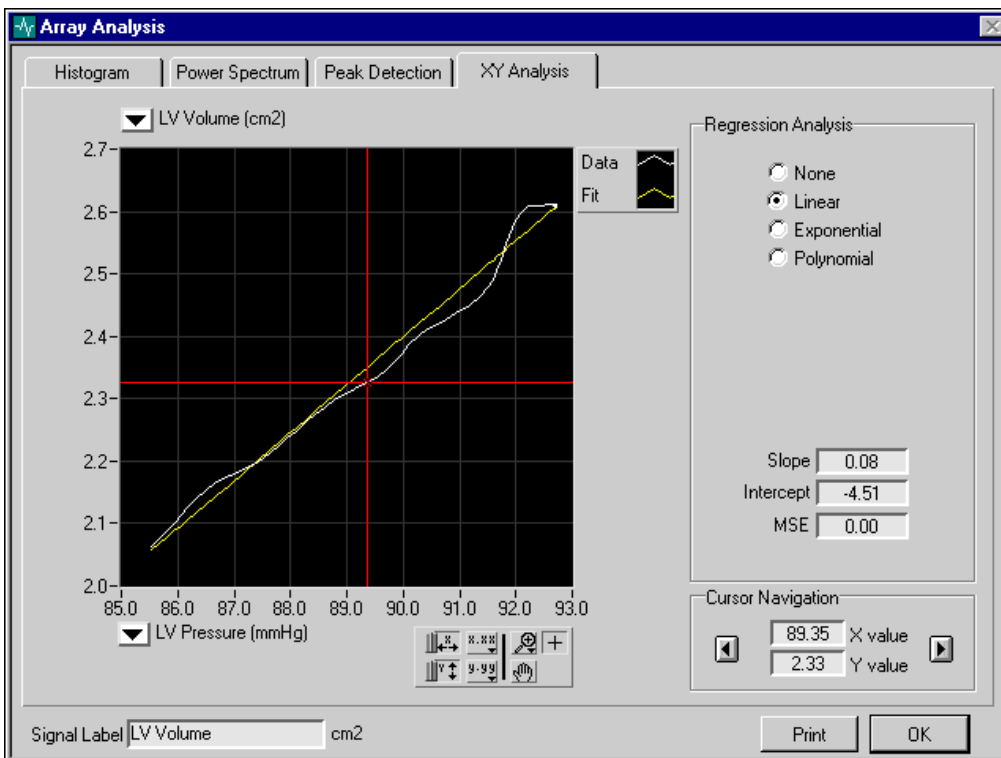 Array Analysis
Histogram
Power Spectrum
Peak Detection
XY Analysis
LV Volume (cm2)
2.7
2.6
2.5
2.4
2.3
2.2
2.1
2.0
85.0 86.0 87.0 88.0 89.0 90.0 91.0 92.0 93.0
LV Pressure (mmHg)
Data
Fit
X
x.xx
Y
y.yy
Regression Analysis
None
Linear
Exponential
Polynomial
Slope 0.08
Intercept -4.51
MSE 0.00
Cursor Navigation
89.35 X value
2.33 Y value
Signal Label LV Volume cm2
Print
OK